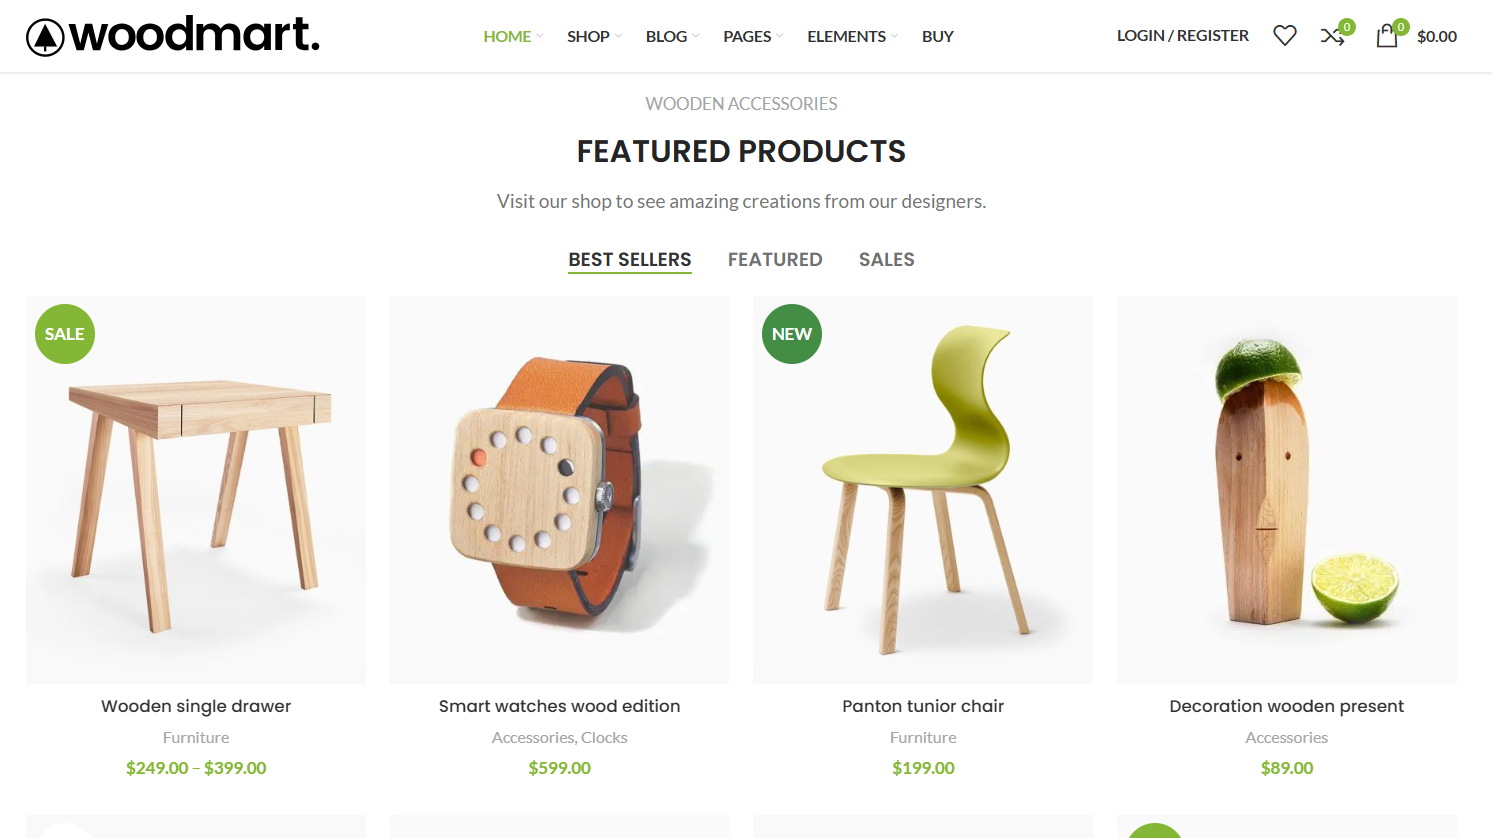 woodmart.
HOME SHOP BLOG PAGES ELEMENTS BUY
LOGIN / REGISTER 0 0 $0.00
WOODEN ACCESSORIES
FEATURED PRODUCTS
Visit our shop to see amazing creations from our designers.
BEST SELLERS FEATURED SALES
SALE
NEW
Wooden single drawer
Furniture
$249.00 – $399.00
Smart watches wood edition
Accessories, Clocks
$599.00
Panton tunior chair
Furniture
$199.00
Decoration wooden present
Accessories
$89.00